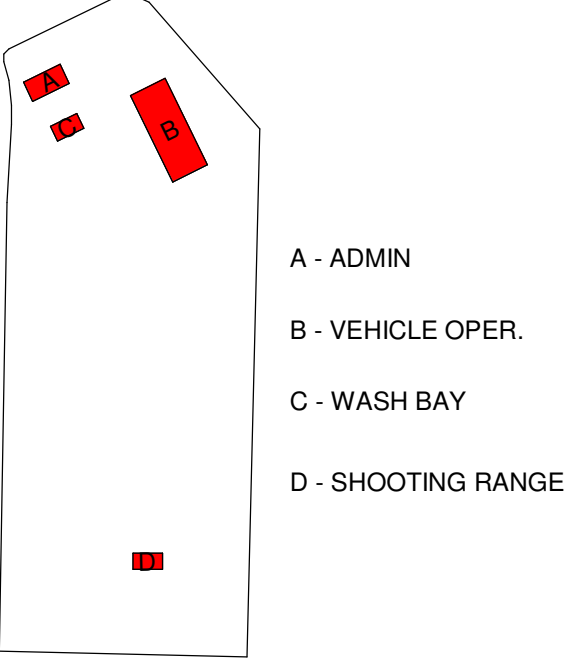 A
C
B
A - ADMIN
B - VEHICLE OPER.
C - WASH BAY
D - SHOOTING RANGE
D